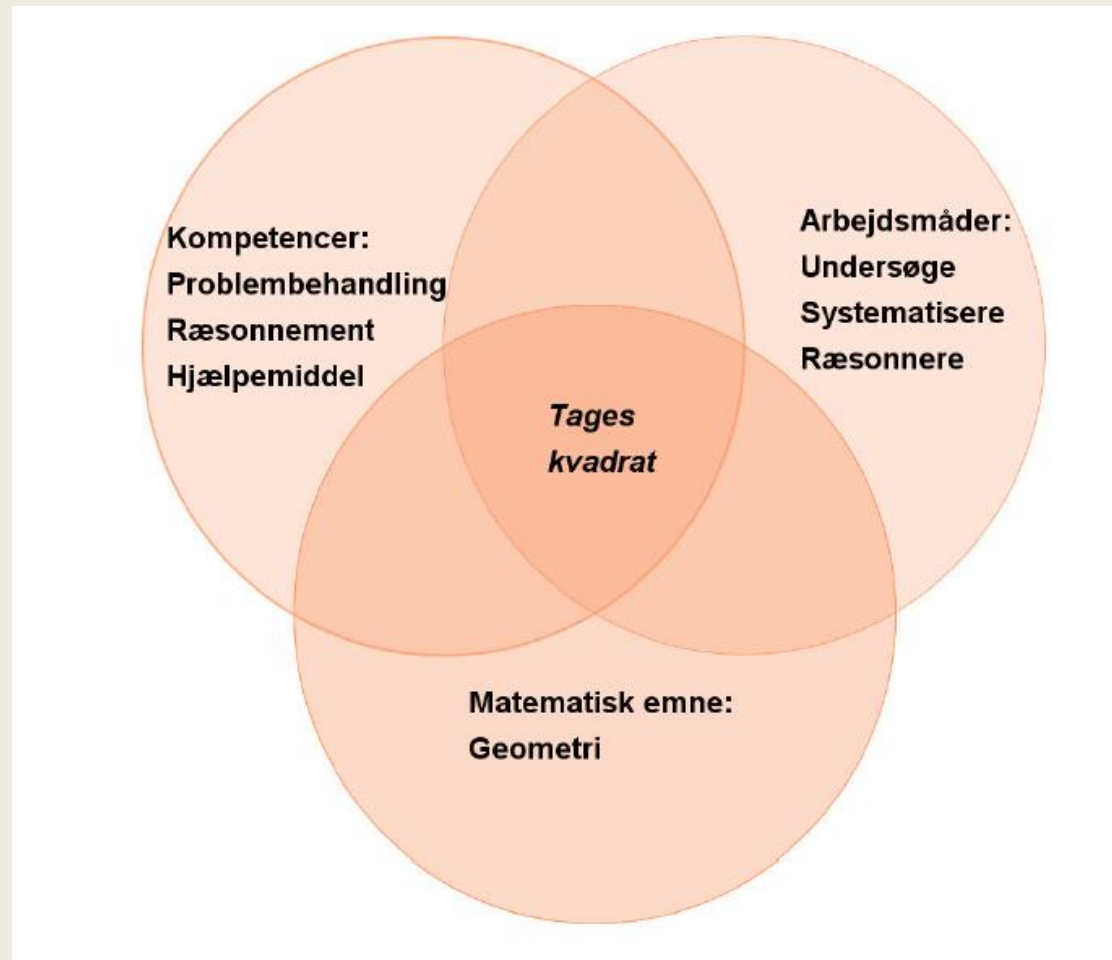 Kompetencer:
Problembehandling
Ræsonnement
Hjælpemiddel
Arbejdsmåder:
Undersøge
Systematisere
Ræsonnere
Tages
kvadrat
Matematisk emne:
Geometri